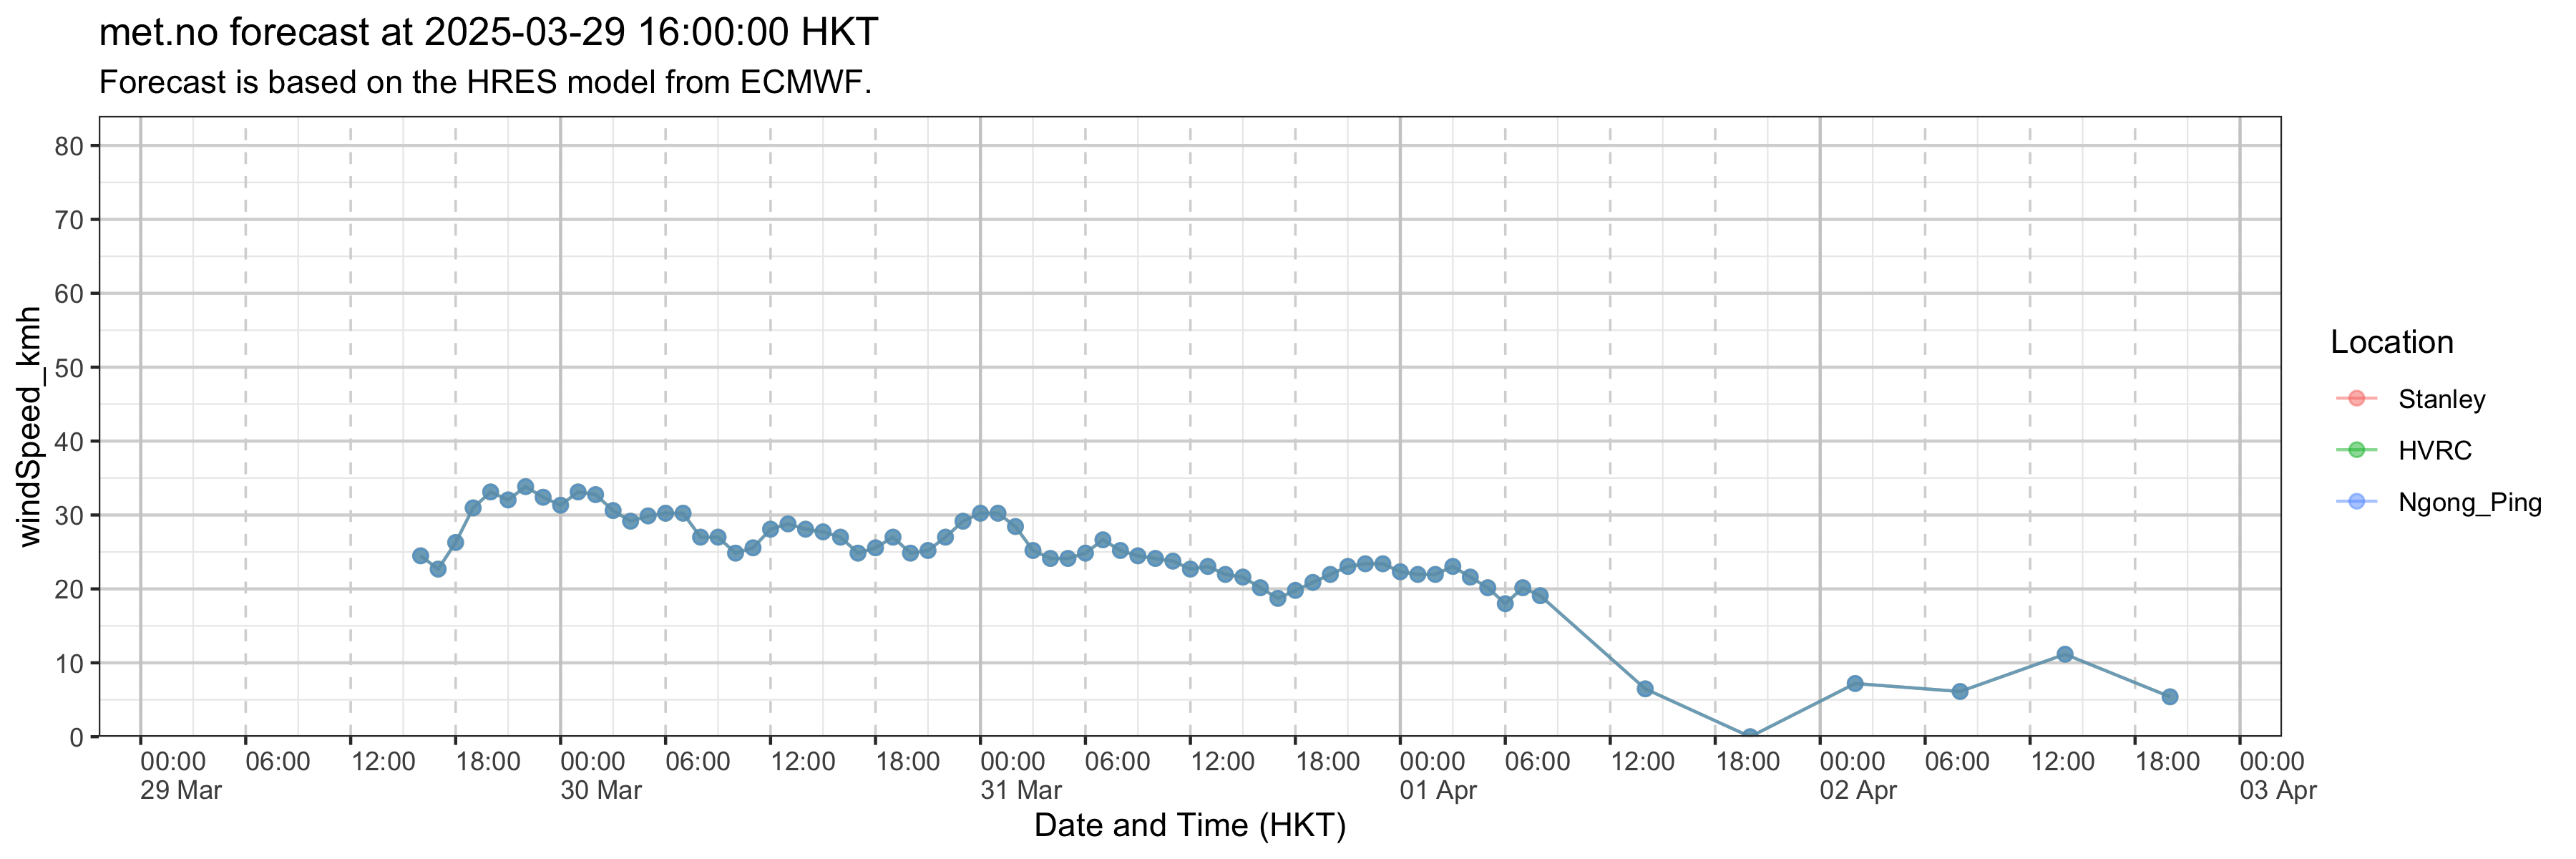 met.no forecast at 2025-03-29 16:00:00 HKT
Forecast is based on the HRES model from ECMWF.
windSpeed_kmh
80
70
60
50
40
30
20
10
0
00:00 06:00 12:00 18:00 00:00 06:00 12:00 18:00 00:00 06:00 12:00 18:00 00:00 06:00 12:00 18:00 00:00 06:00 12:00 18:00 00:00
29 Mar 30 Mar 31 Mar 01 Apr 02 Apr 03 Apr
Date and Time (HKT)
Location
Stanley
HVRC
Ngong_Ping